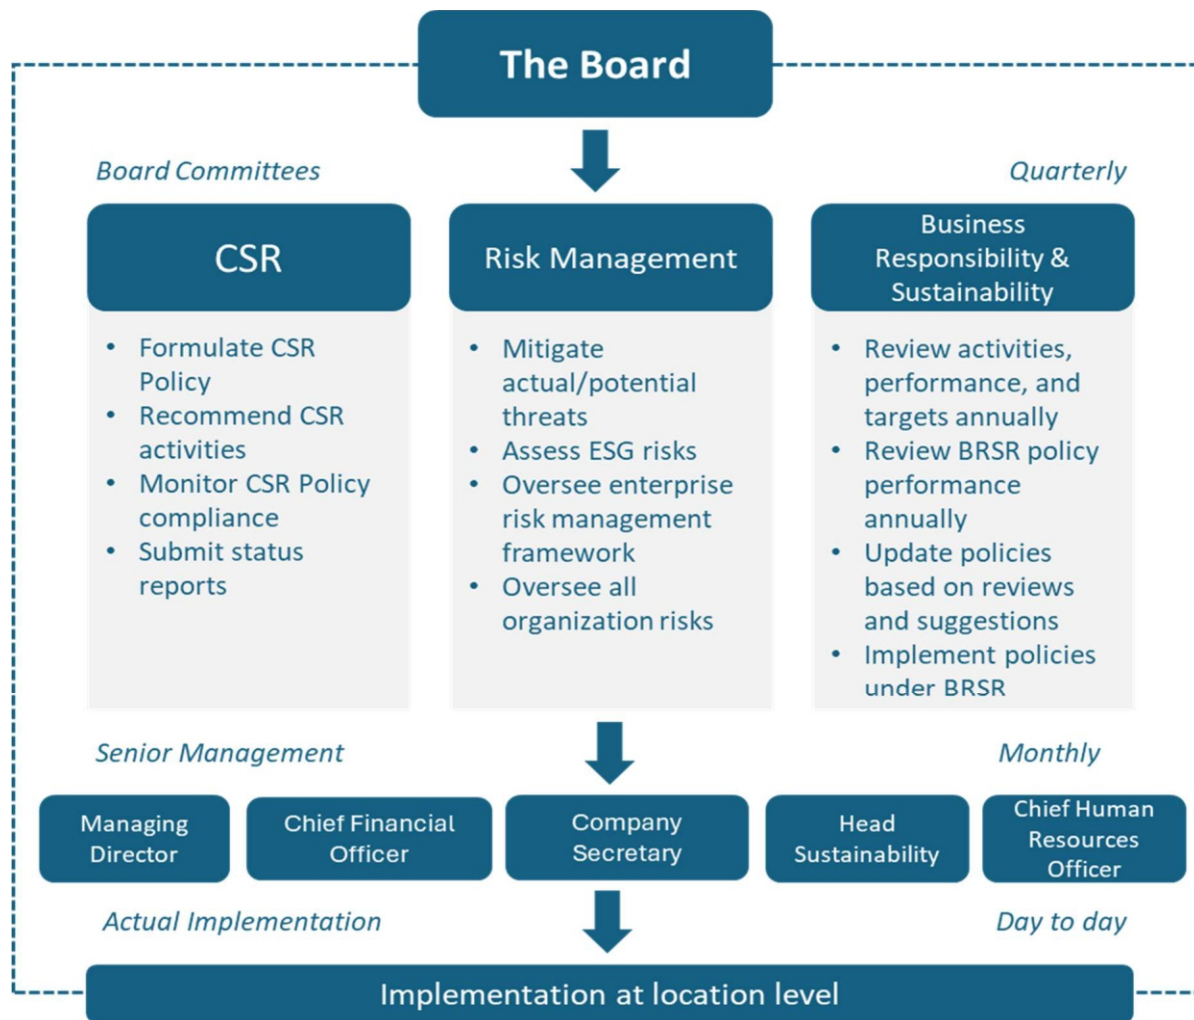 The Board
Board Committees
Quarterly
CSR
• Formulate CSR
Policy
• Recommend CSR
activities
• Monitor CSR Policy
compliance
• Submit status
reports
Risk Management
• Mitigate
actual/potential
threats
• Assess ESG risks
• Oversee enterprise
risk management
framework
• Oversee all
organization risks
Business
Responsibility &
Sustainability
• Review activities,
performance, and
targets annually
• Review BRSR policy
performance
annually
• Update policies
based on reviews
and suggestions
• Implement policies
under BRSR
Senior Management
Monthly
Managing
Director
Chief Financial
Officer
Company
Secretary
Head
Sustainability
Chief Human
Resources
Officer
Actual Implementation
Day to day
Implementation at location level